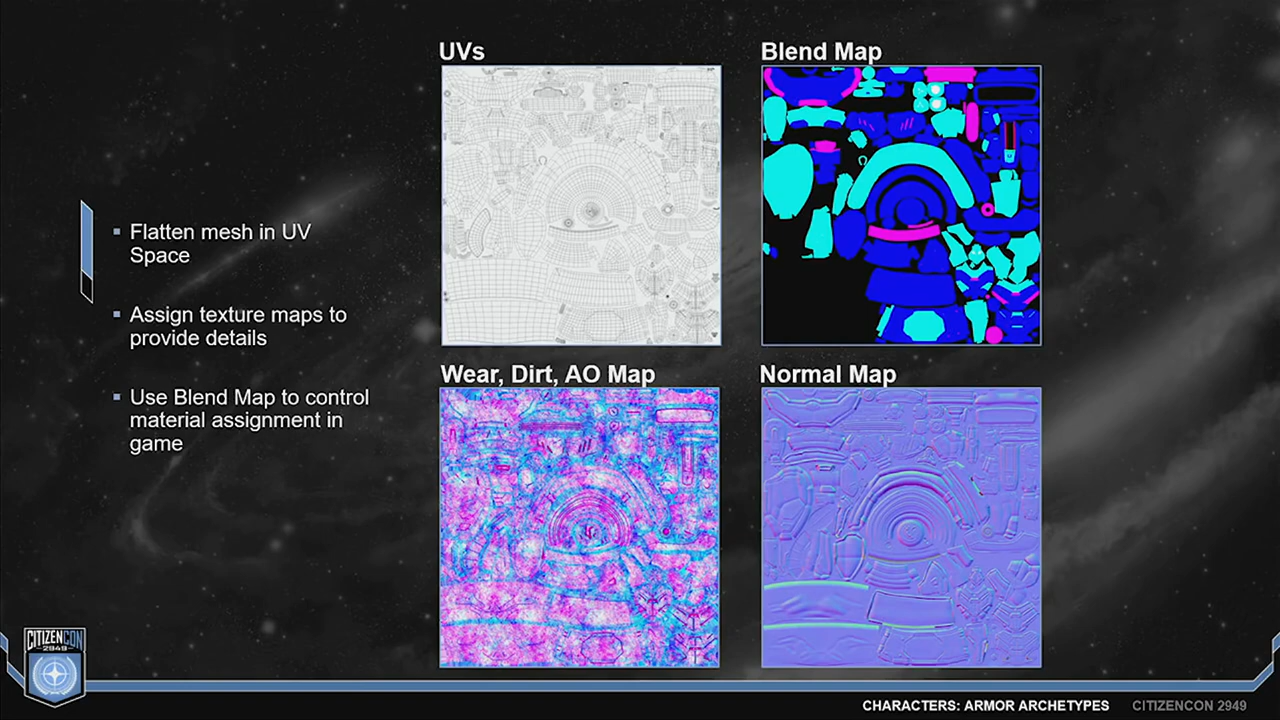 UVs
Blend Map
Flatten mesh in UV
Space
Assign texture maps to
provide details
Use Blend Map to control
material assignment in
game
Wear, Dirt, AO Map
Normal Map
CITIZENCON
2949
CHARACTERS: ARMOR ARCHETYPES CITIZENCON 2949